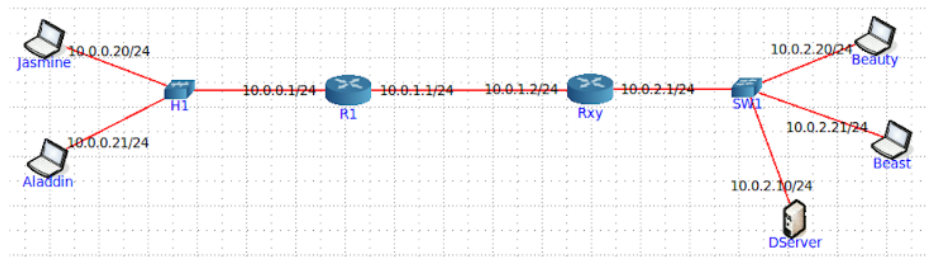 Jasmine
10.0.0.20/24
H1
10.0.0.21/24
Aladdin
10.0.0.1/24
R1
10.0.1.1/24
10.0.1.2/24
Rxy
10.0.2.1/24
SW1
10.0.2.20/24
Beauty
10.0.2.21/24
Beast
10.0.2.10/24
DServer